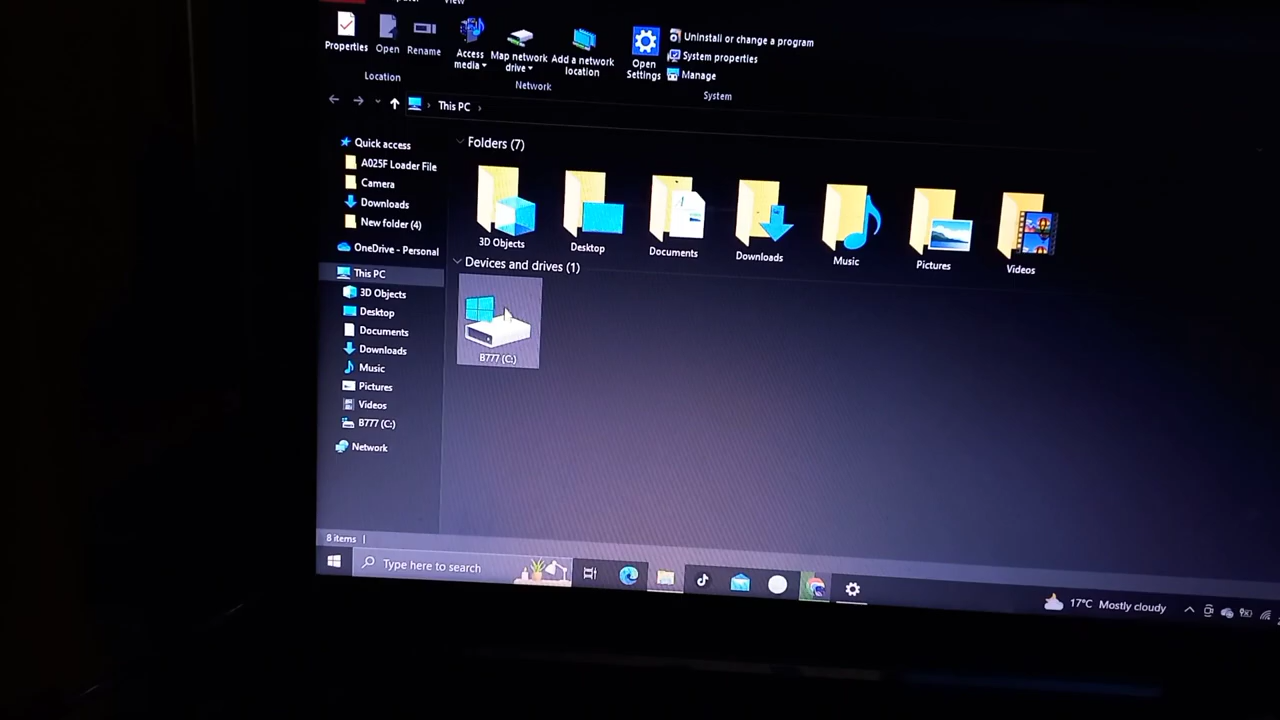 View
Properties
Open
Rename
Access media
Map network drive
Add a network location
Open Settings
Uninstall or change a program
System properties
Manage
Location
Network
System
This PC
Quick access
A025F Loader File
Camera
Downloads
New folder (4)
OneDrive - Personal
This PC
3D Objects
Desktop
Documents
Downloads
Music
Pictures
Videos
B777 (C:)
Network
Folders (7)
3D Objects
Desktop
Documents
Downloads
Music
Pictures
Videos
Devices and drives (1)
B777 (C:)
8 items
Type here to search
17°C Mostly cloudy